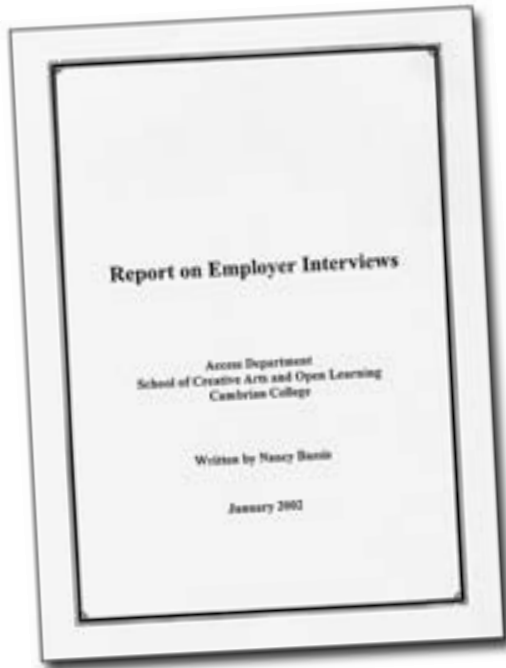 Report on Employer Interviews
Access Department
School of Creative Arts and Open Learning
Cambrian College
Written by Nancy
January 2002